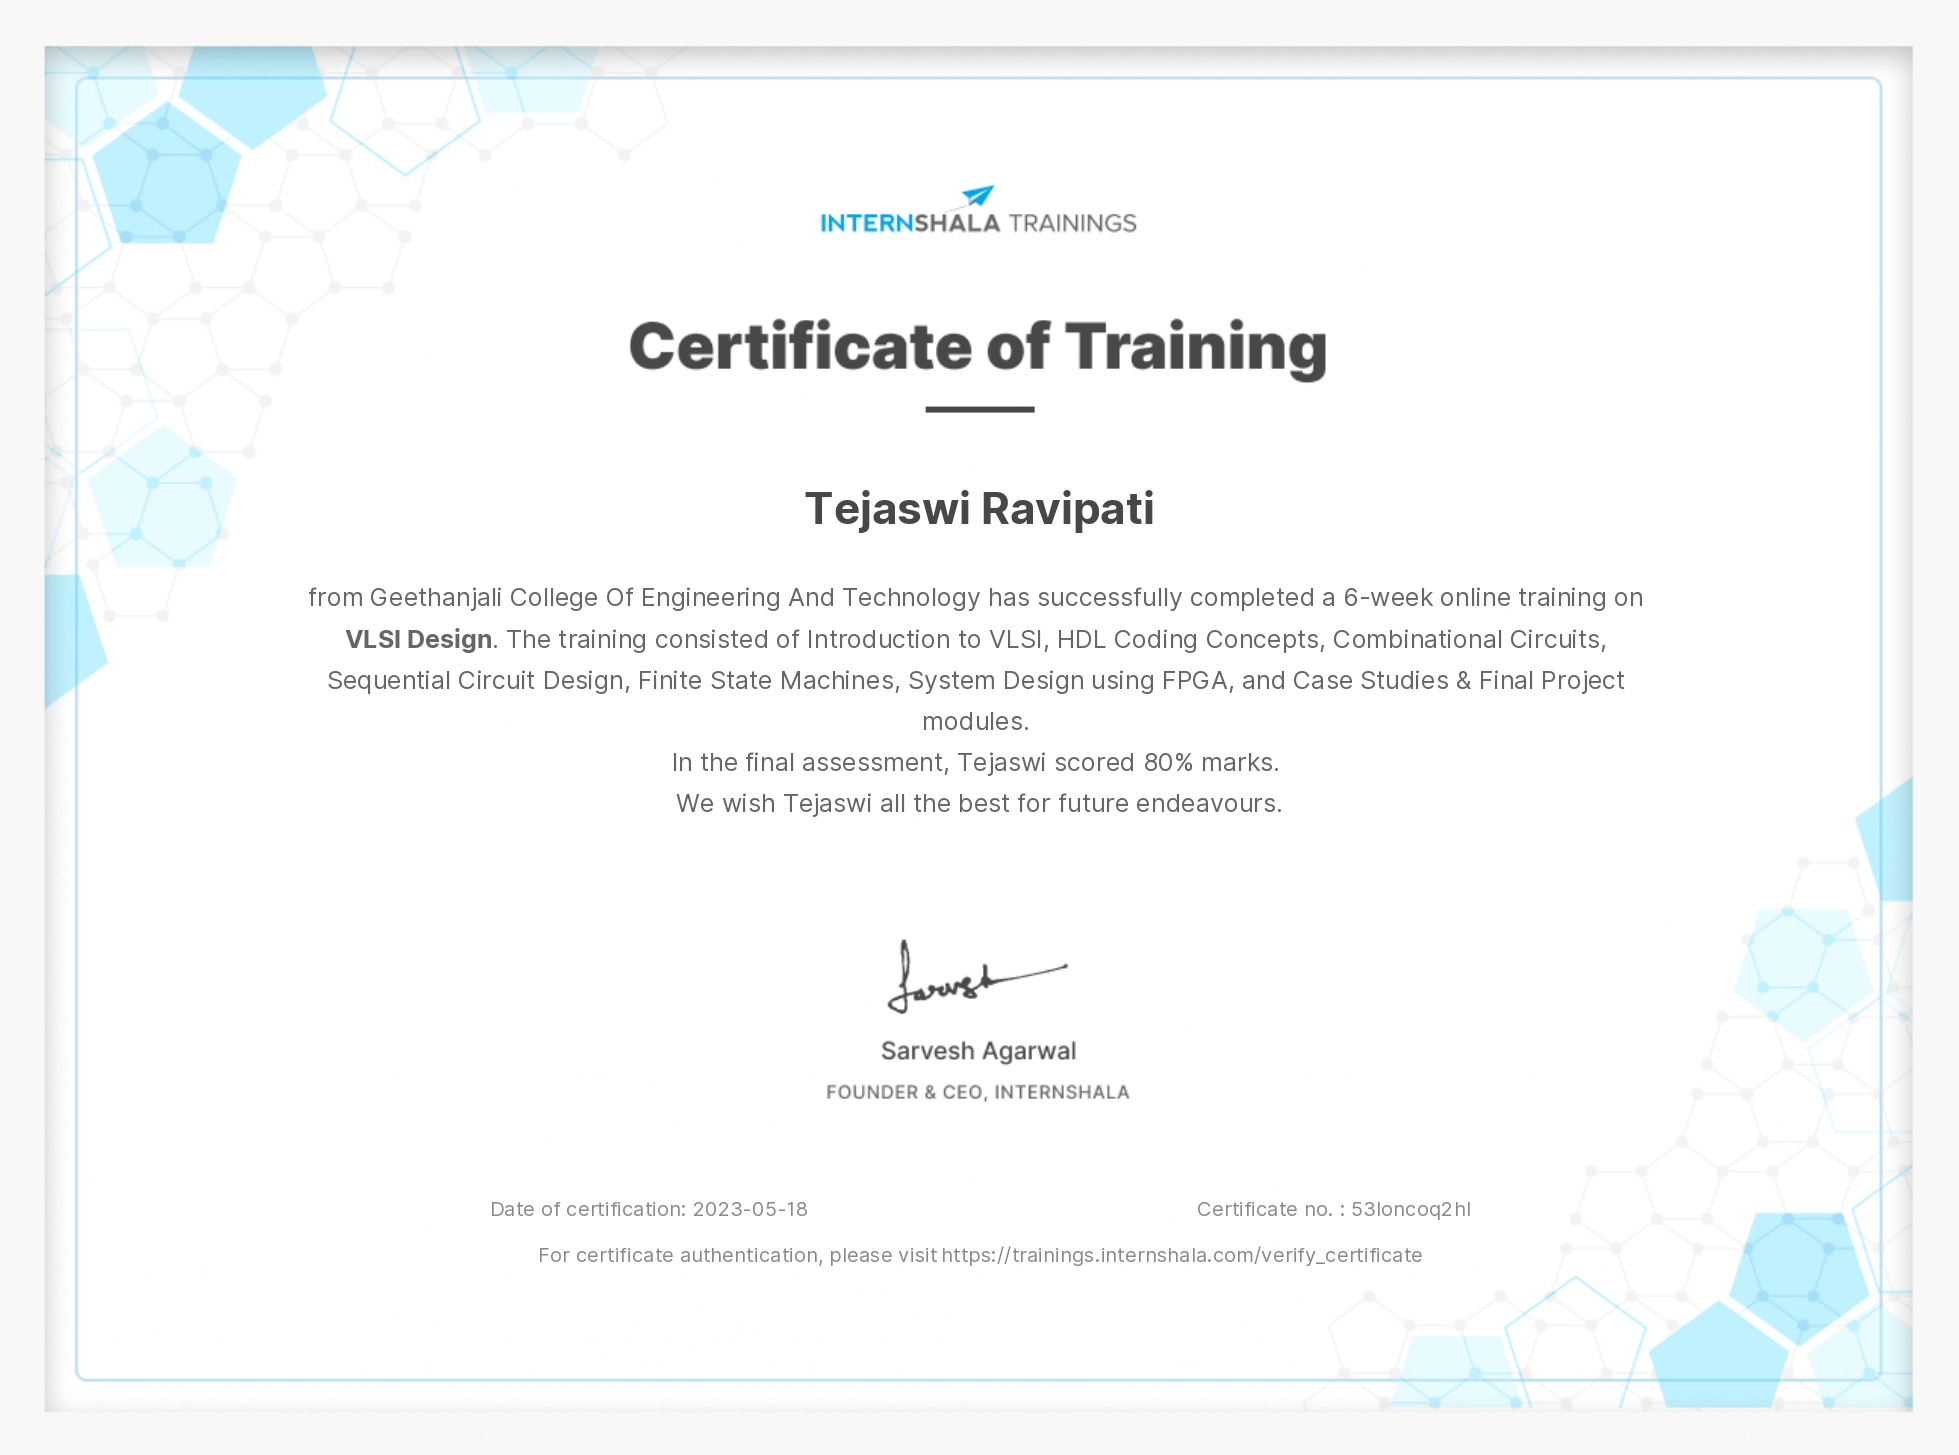 INTERNSHALA TRAININGS
Certificate of Training
Tejaswi Ravipati
from Geethanjali College Of Engineering And Technology has successfully completed a 6-week online training on
VLSI Design. The training consisted of Introduction to VLSI, HDL Coding Concepts, Combinational Circuits,
Sequential Circuit Design, Finite State Machines, System Design using FPGA, and Case Studies & Final Project
modules.
In the final assessment, Tejaswi scored 80% marks.
We wish Tejaswi all the best for future endeavours.
Sarvesh
Sarvesh Agarwal
FOUNDER & CEO, INTERNSHALA
Date of certification: 2023-05-18
Certificate no. : 53loncoq2hl
For certificate authentication, please visit https://trainings.internshala.com/verify_certificate